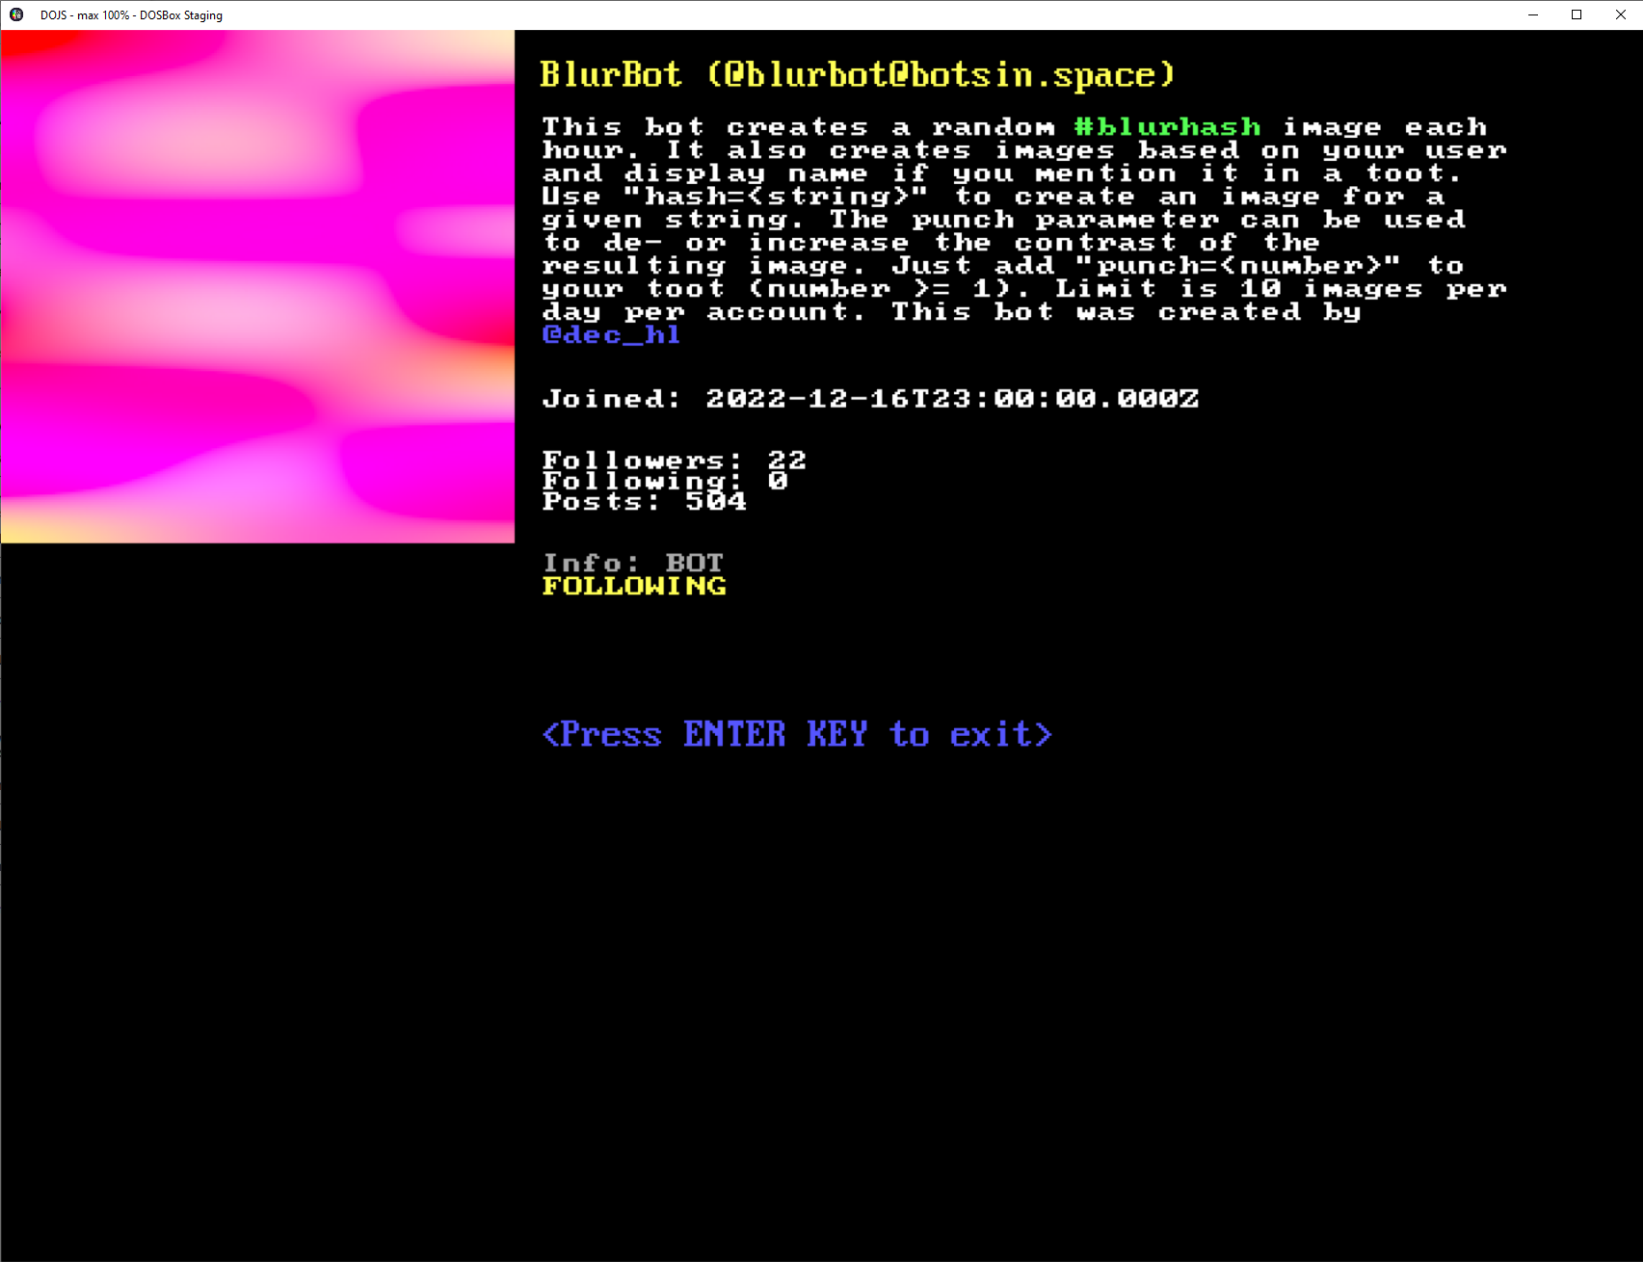 DOJS - max 100% - DOSBox Staging
BlurBot (@blurbot@botsin.space)
This bot creates a random #blurhash image each
hour. It also creates images based on your user
and display name if you mention it in a toot.
Use "hash=<string>" to create an image for a
given string. The punch parameter can be used
to de- or increase the contrast of the
resulting image. Just add "punch=<number>" to
your toot (number >= 1). Limit is 10 images per
day per account. This bot was created by
@dec_hl
Joined: 2022-12-16T23:00:00.000Z
Followers: 22
Following: 0
Posts: 504
Info: BOT
FOLLOWING
<Press ENTER KEY to exit>